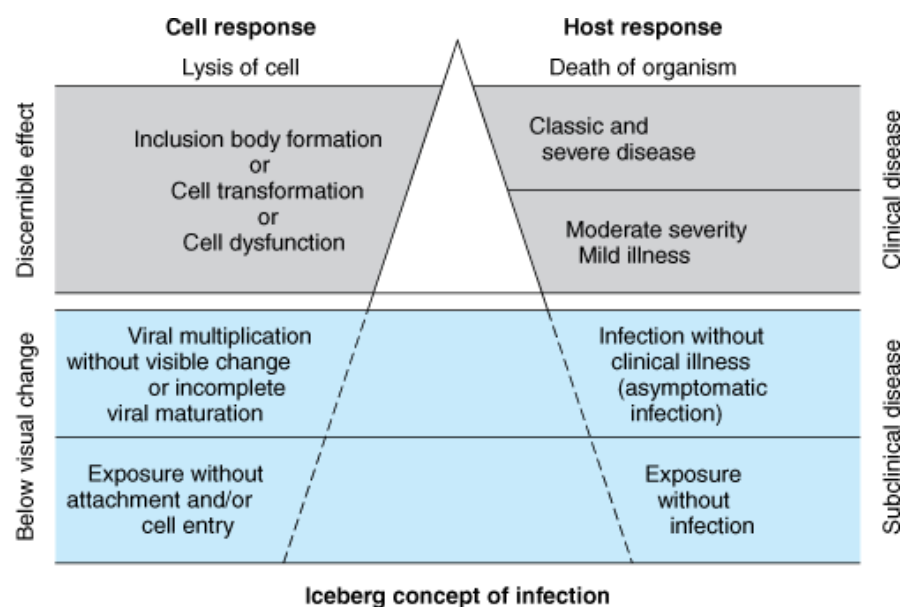 Cell response
Host response
Lysis of cell
Death of organism
Discernible effect
Inclusion body formation
or
Cell transformation
or
Cell dysfunction
Classic and
severe disease
Moderate severity
Mild illness
Clinical disease
Below visual change
Viral multiplication
without visible change
or incomplete
viral maturation
Infection without
clinical illness
(asymptomatic
infection)
Exposure without
attachment and/or
cell entry
Exposure
without
infection
Subclinical disease
Iceberg concept of infection